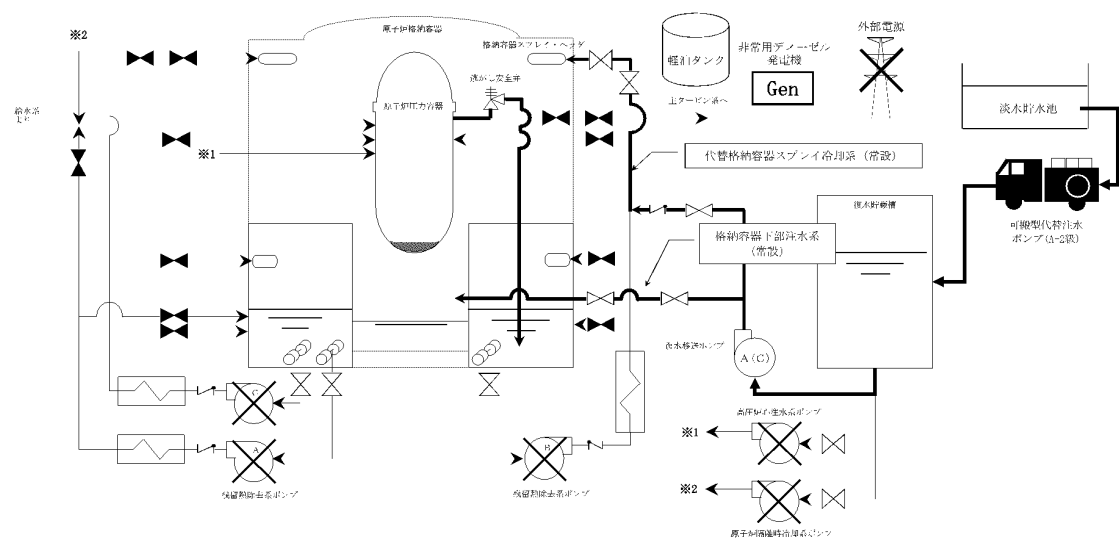 ※2
原子炉格納容器
格納容器スプレイ・ヘッダ
逃がし安全弁
原子炉圧力容器
給水系
より
※1
軽油タンク
主タービン系へ
非常用ディーゼル
発電機
Gen
外部電源
淡水貯水池
代替格納容器スプレイ冷却系（常設）
可搬型代替注水
ポンプ(A-2級)
復水貯蔵槽
格納容器下部注水系
（常設）
復水移送ポンプ
A(C)
C
A
残留熱除去系ポンプ
B
残留熱除去系ポンプ
高圧炉心注水系ポンプ
※1
※2
原子炉隔離時冷却系ポンプ